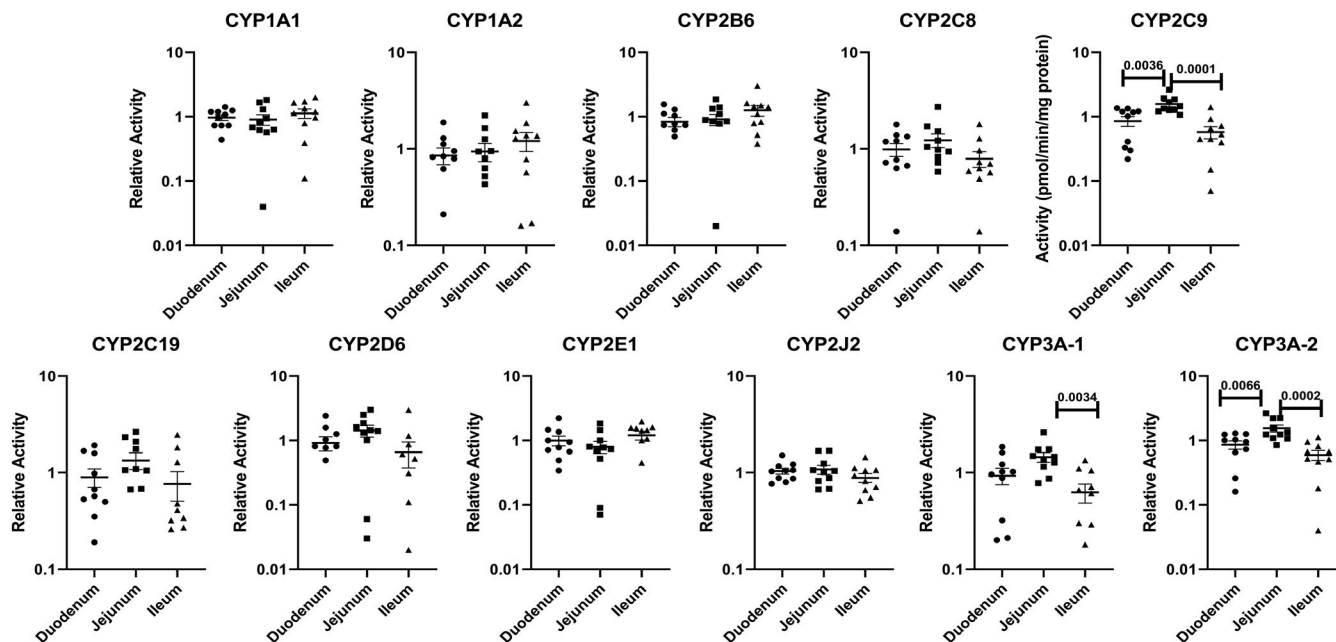 CYP1A1
CYP1A2
CYP2B6
CYP2C8
CYP2C9
Relative Activity
10
1
0.1
0.01
Duodenum
Jejunum
Ileum
Relative Activity
10
1
0.1
Duodenum
Jejunum
Ileum
Relative Activity
10
1
0.1
0.01
Duodenum
Jejunum
Ileum
Relative Activity
10
1
0.1
Duodenum
Jejunum
Ileum
Activity (pmol/min/mg protein)
10
1
0.1
0.01
0.0036
0.0001
Duodenum
Jejunum
Ileum
CYP2C19
CYP2D6
CYP2E1
CYP2J2
CYP3A-1
CYP3A-2
Relative Activity
10
1
0.1
Duodenum
Jejunum
Ileum
Relative Activity
10
1
0.1
0.01
Duodenum
Jejunum
Ileum
Relative Activity
10
1
0.1
0.01
Duodenum
Jejunum
Ileum
Relative Activity
10
1
0.1
Duodenum
Jejunum
Ileum
Relative Activity
10
1
0.1
0.0034
Duodenum
Jejunum
Ileum
Relative Activity
10
1
0.1
0.01
0.0066
0.0002
Duodenum
Jejunum
Ileum